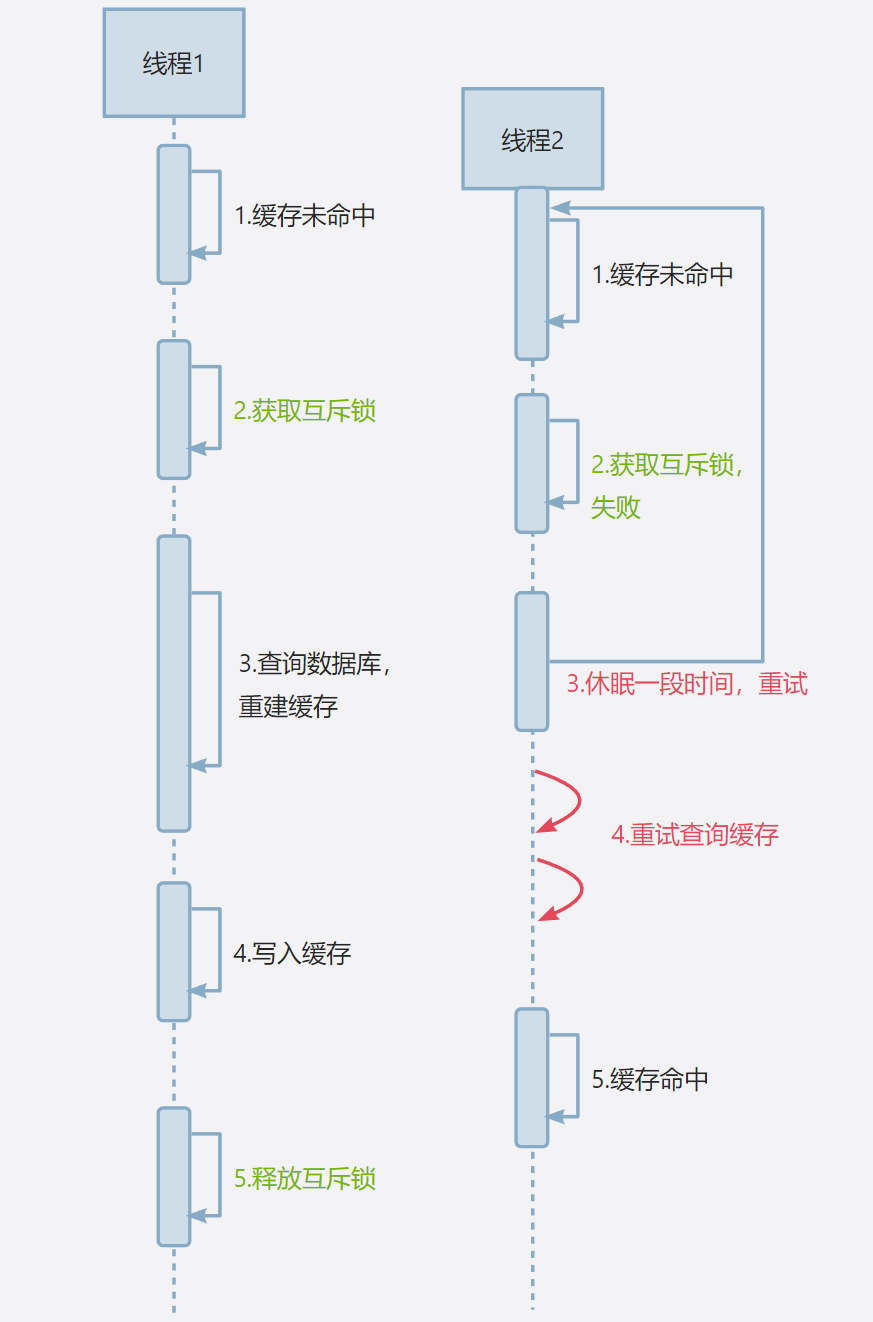 线程1
1.缓存未命中
2.获取互斥锁
3.查询数据库，
重建缓存
4.写入缓存
5.释放互斥锁
线程2
1.缓存未命中
2.获取互斥锁，
失败
3.休眠一段时间，重试
4.重试查询缓存
5.缓存命中